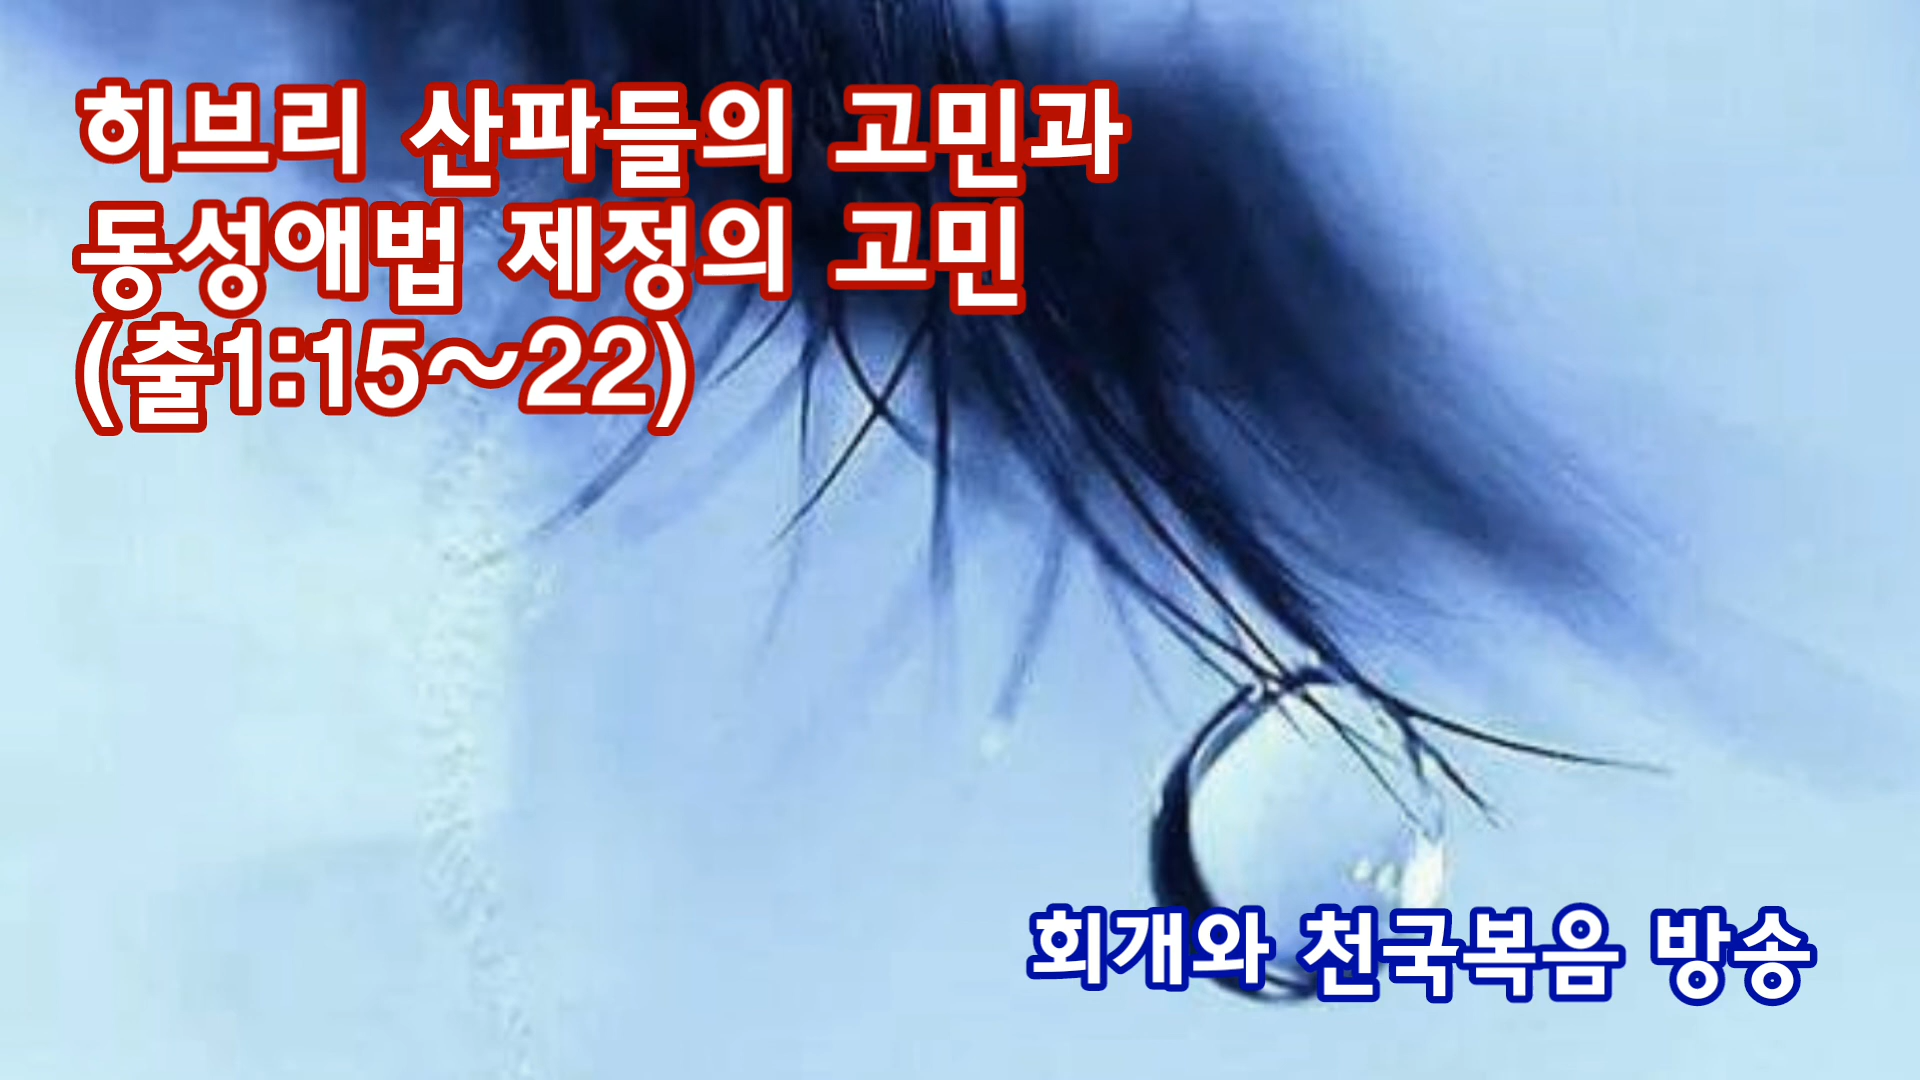 히브리 산파들의 고민과
동성애법 제정의 고민
(출1:15~22)
회개와 천국복음 방송